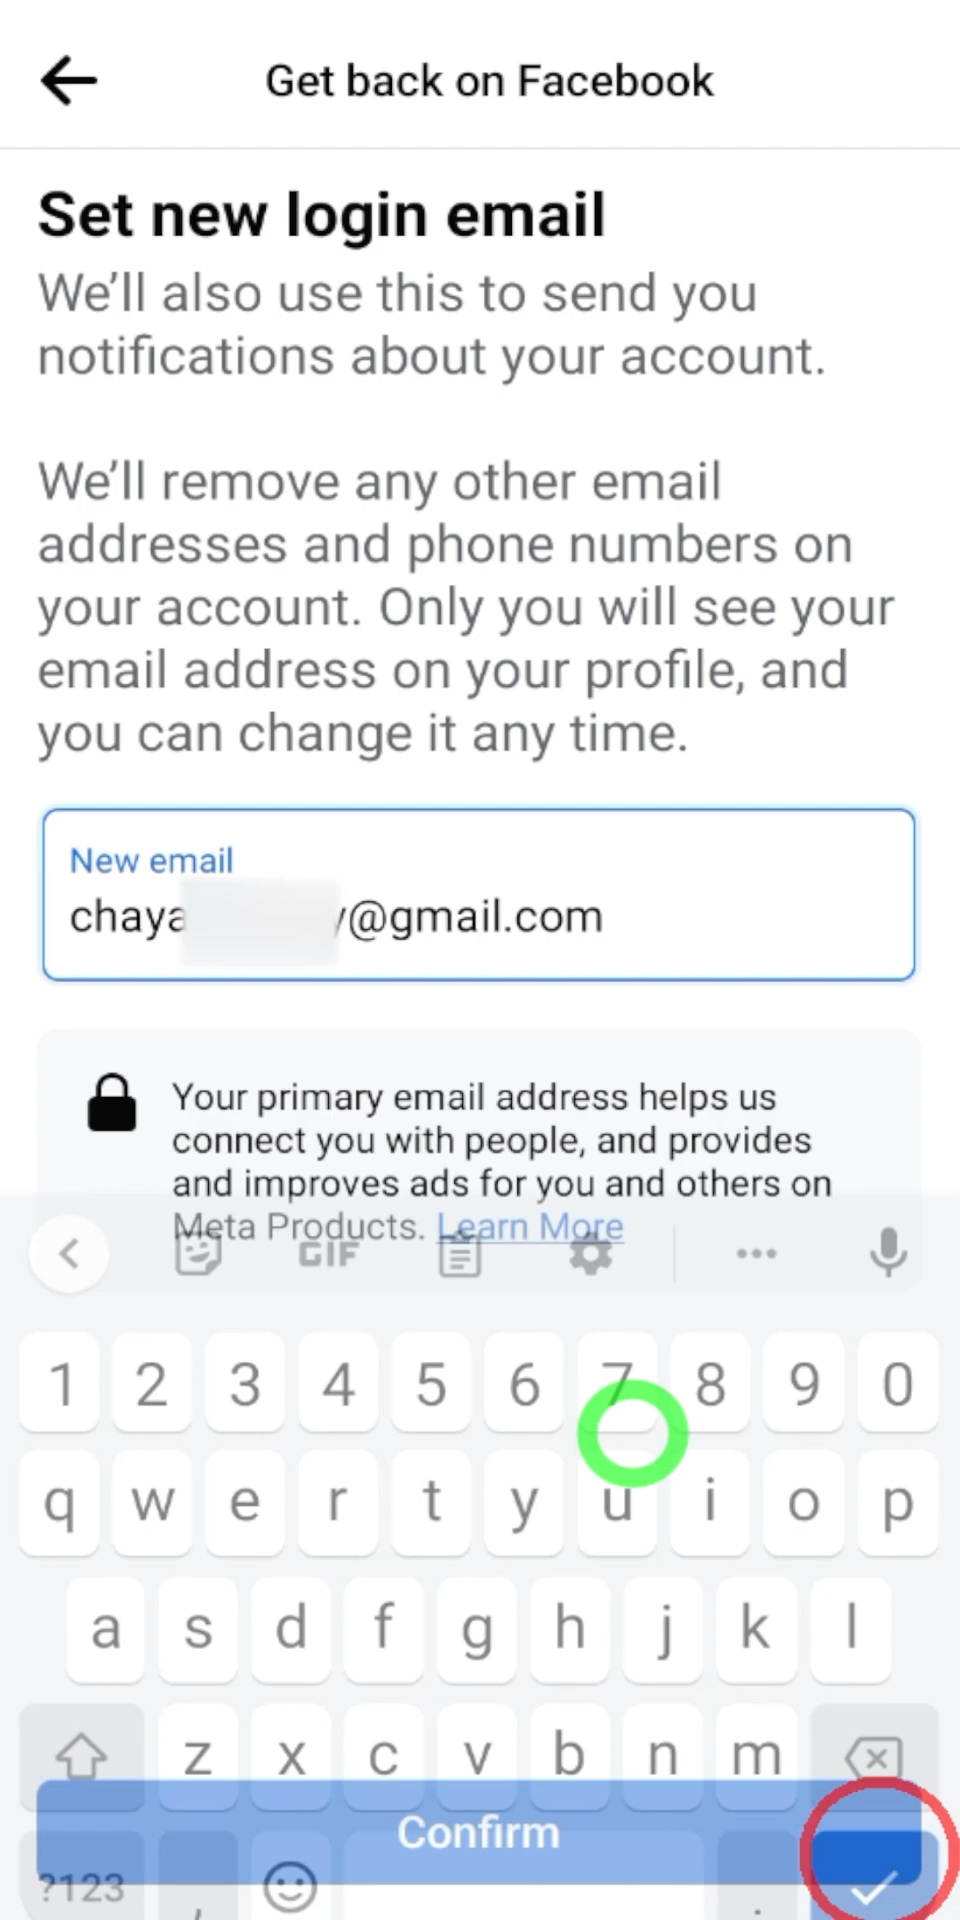 Get back on Facebook
Set new login email
We'll also use this to send you
notifications about your account.
We'll remove any other email
addresses and phone numbers on
your account. Only you will see your
email address on your profile, and
you can change it any time.
New email
chaya y@gmail.com
Your primary email address helps us
connect you with people, and provides
and improves ads for you and others on
Meta Products. Learn More
GIF
1 2 3 4 5 6 7 8 9 0
q w e r t y u i o p
a s d f g h j k l
z x c v b n m
Confirm
?123 , .